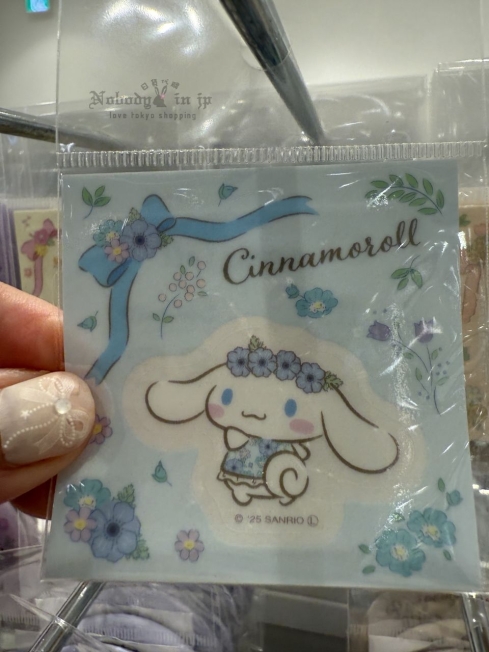 Nobody in jp
love tokyo shopping
Cinnamoroll
© '25 SANRIO Ⓛ